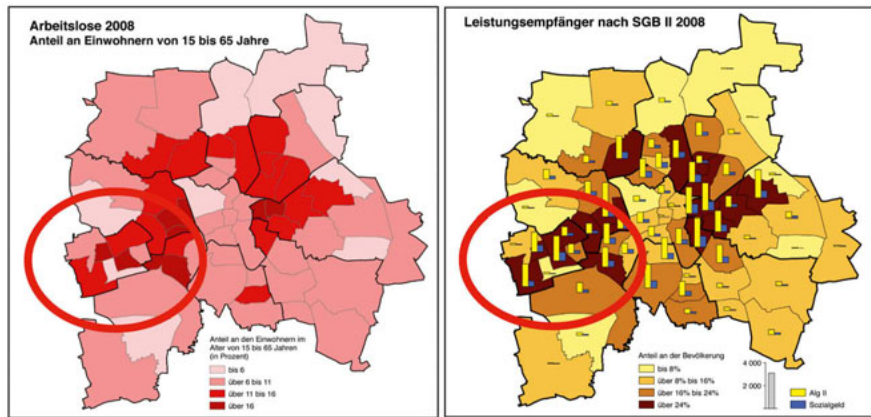 Arbeitslose 2008
Anteil an Einwohnern von 15 bis 65 Jahre
Anteil an den Einwohnern im
Alter von 15 bis 65 Jahren
(in Prozent)
bis 6
über 6 bis 11
über 11 bis 16
über 16
Leistungsempfänger nach SGB II 2008
Anteil an der Bevölkerung
bis 8%
über 8% bis 16%
über 16% bis 24%
über 24%
4 000
2 000
Alg II
Sozialgeld